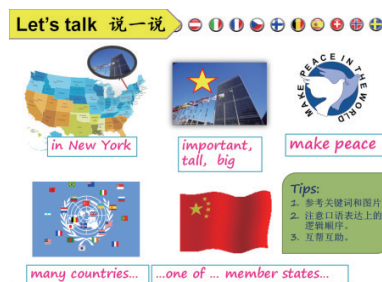 Let's talk 说一说
in New York
important,
tall, big
make peace
MAKE PEACE IN THE WORLD
Tips:
1. 参考关键词和图片
2. 注意口语表达上的
逻辑顺序。
3. 互帮互助。
many countries...
...one of ... member states...